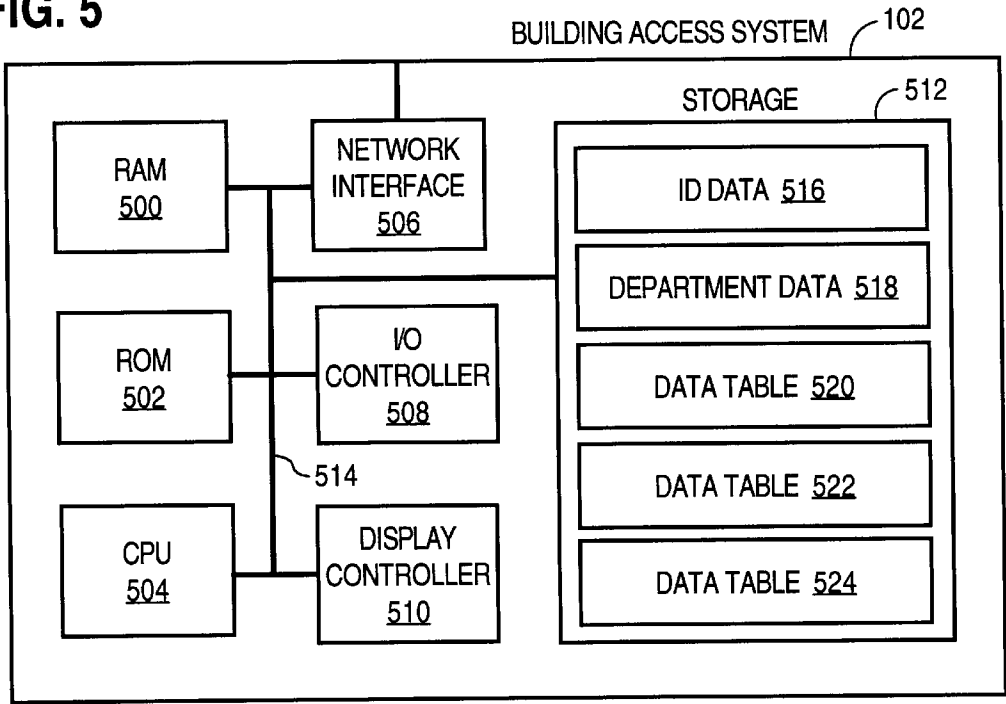 FIG. 5
BUILDING ACCESS SYSTEM
102
STORAGE
512
RAM
500
NETWORK
INTERFACE
506
ID DATA 516
DEPARTMENT DATA 518
ROM
502
I/O
CONTROLLER
508
DATA TABLE 520
514
DATA TABLE 522
CPU
504
DISPLAY
CONTROLLER
510
DATA TABLE 524